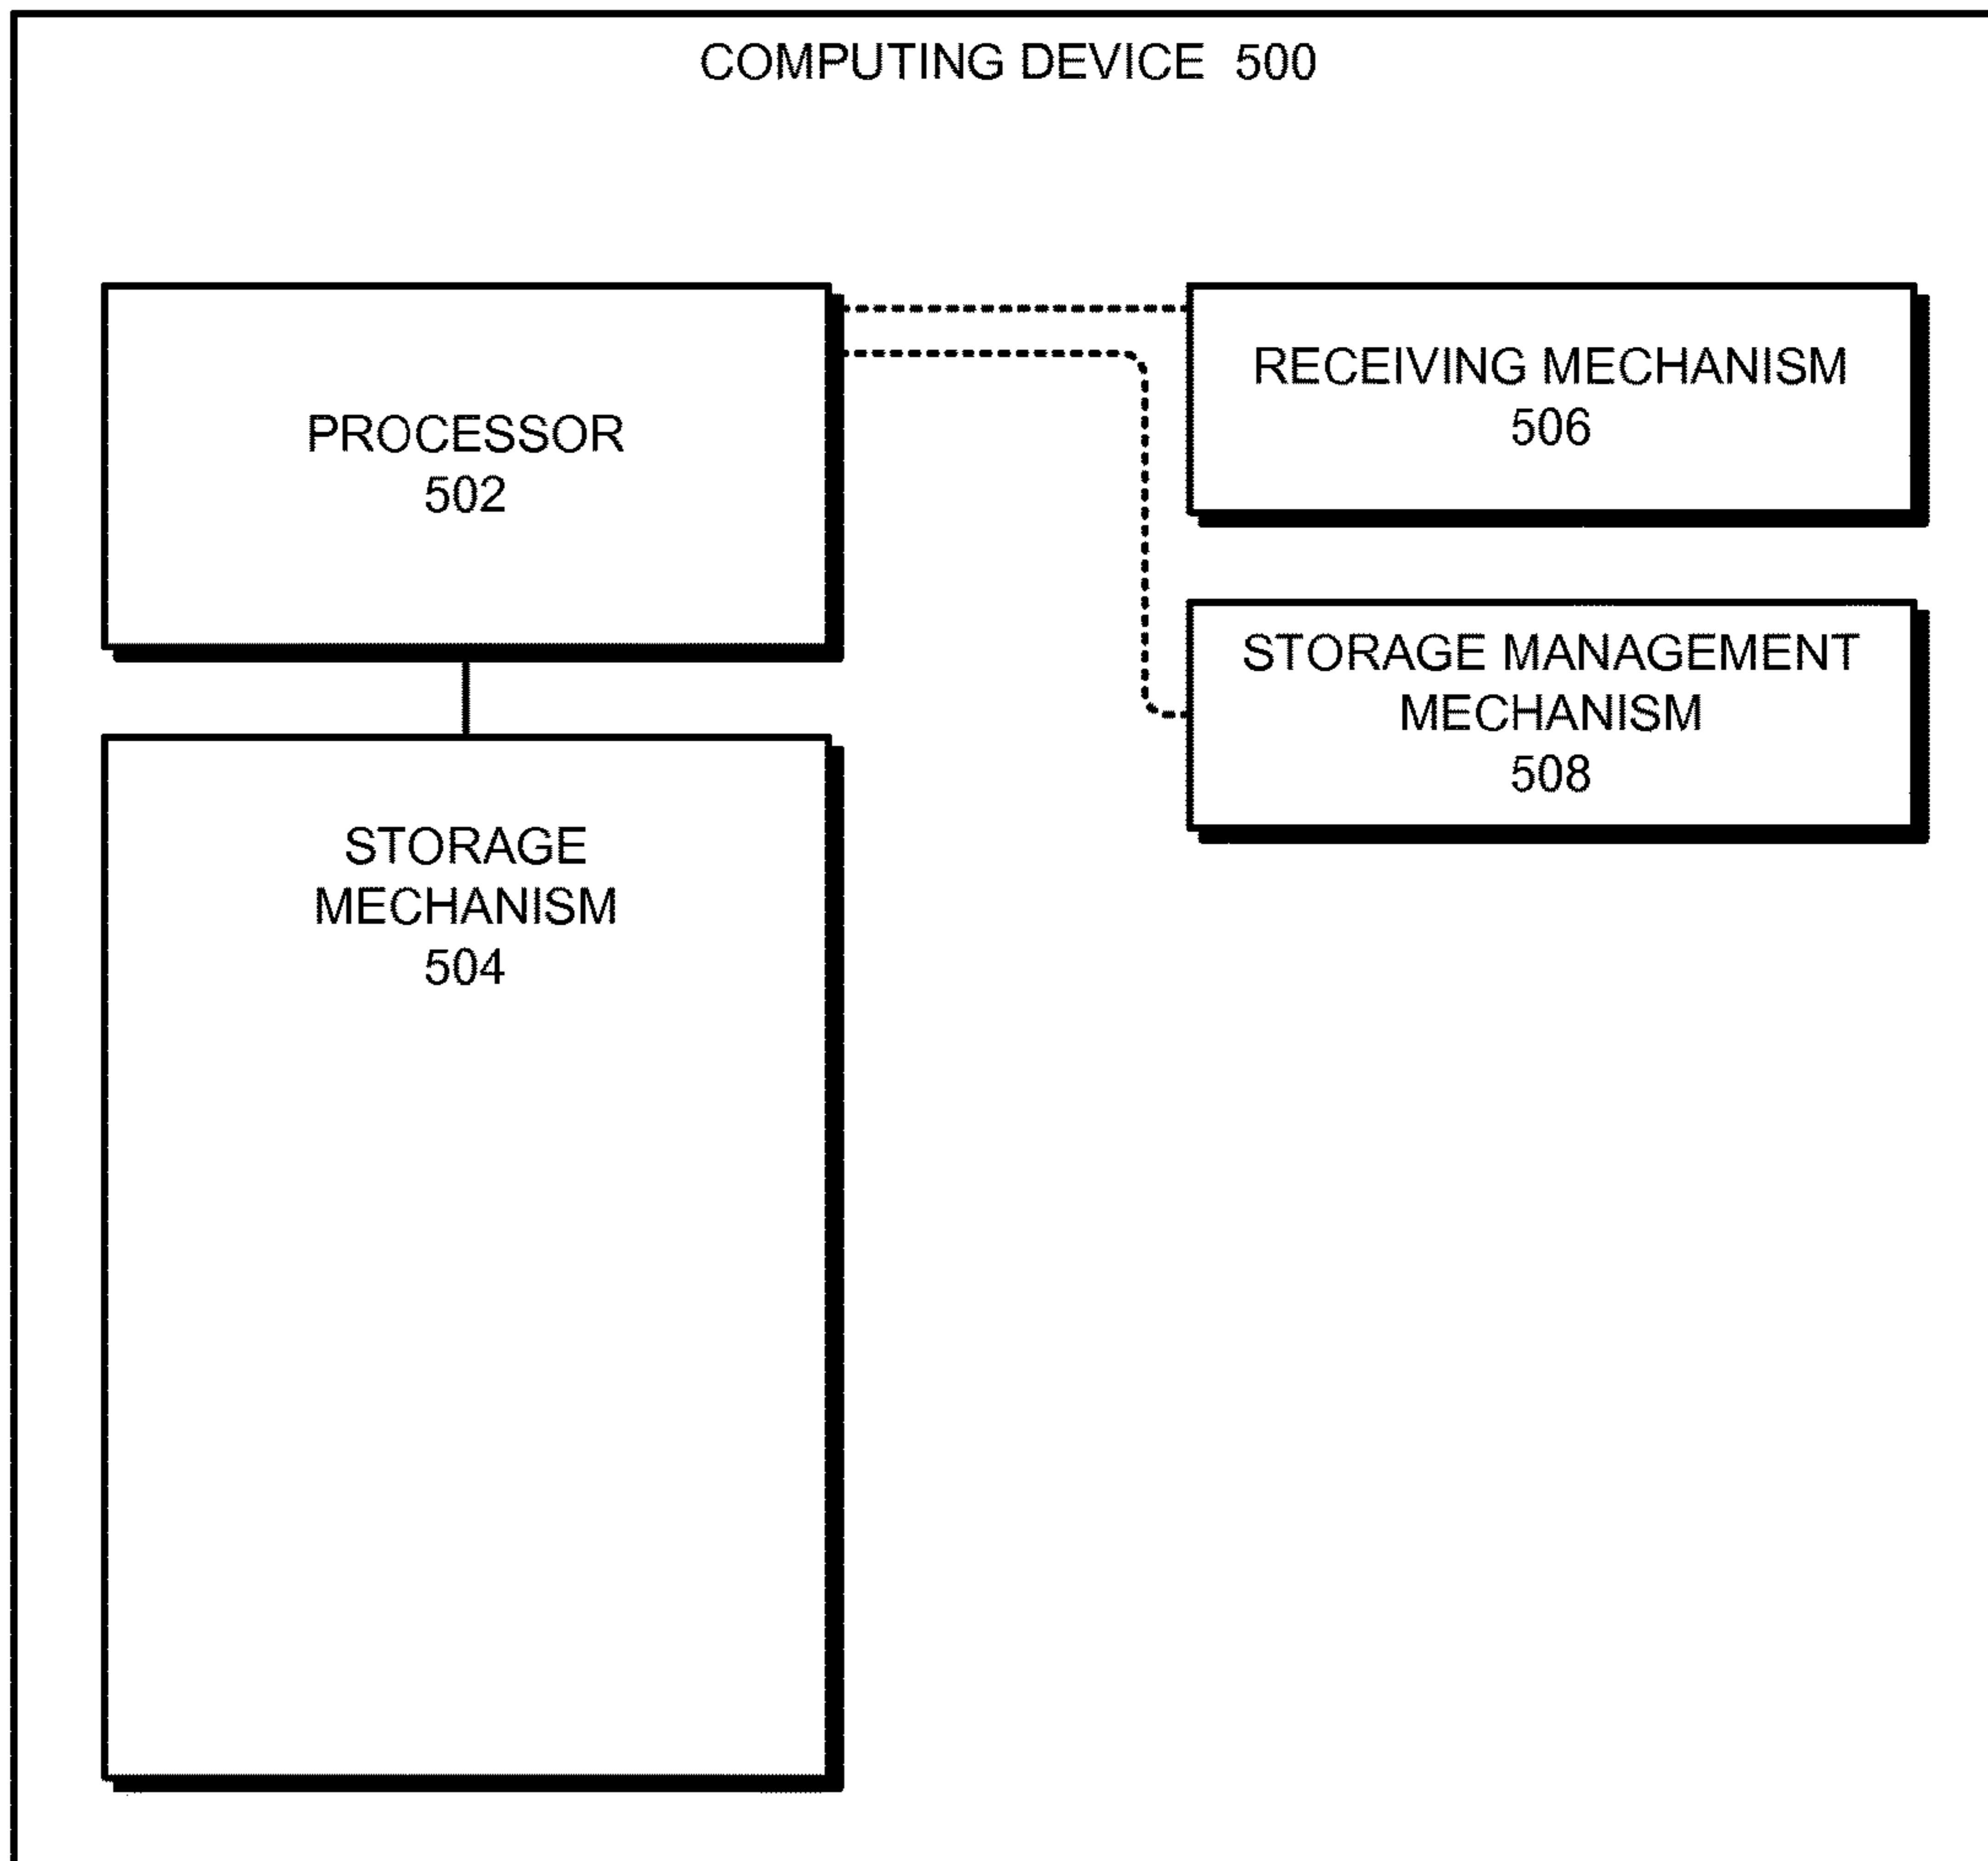 COMPUTING DEVICE 500
PROCESSOR
502
RECEIVING MECHANISM
506
STORAGE MANAGEMENT
MECHANISM
508
STORAGE
MECHANISM
504